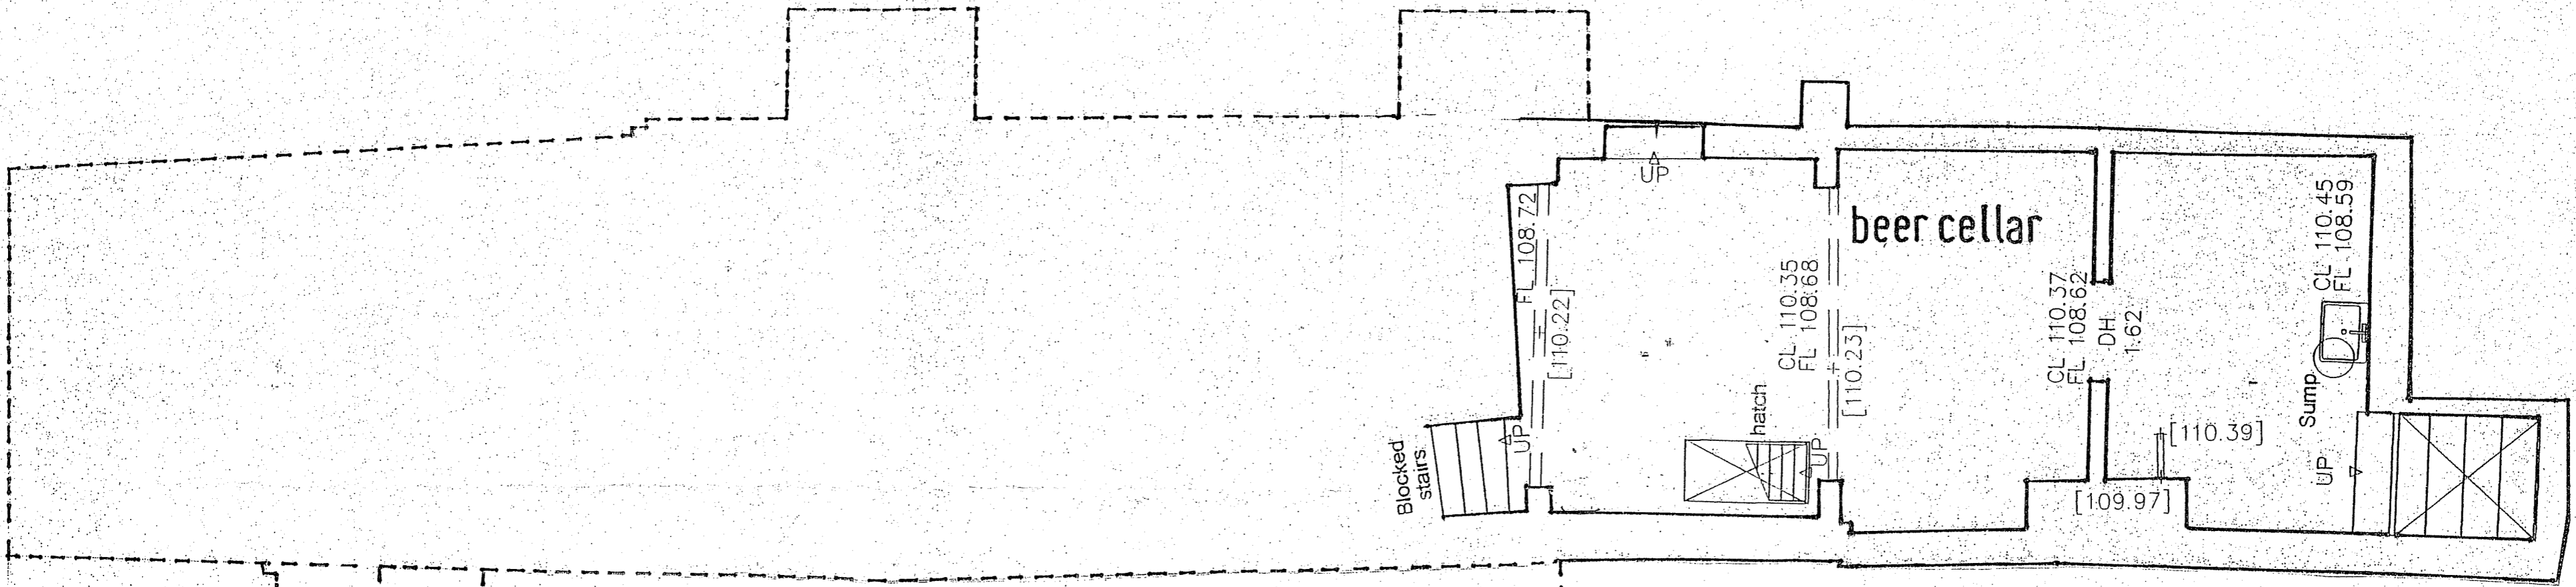 UP
FL 108.72
[110.22]
Blocked
stairs
UP
hatch
UP
CL 110.35
FL 108.68
[110.23]
beer cellar
CL 110.37
FL 108.62
DH
1.62
[109.97]
[110.39]
CL 110.45
FL 108.59
Sump
UP